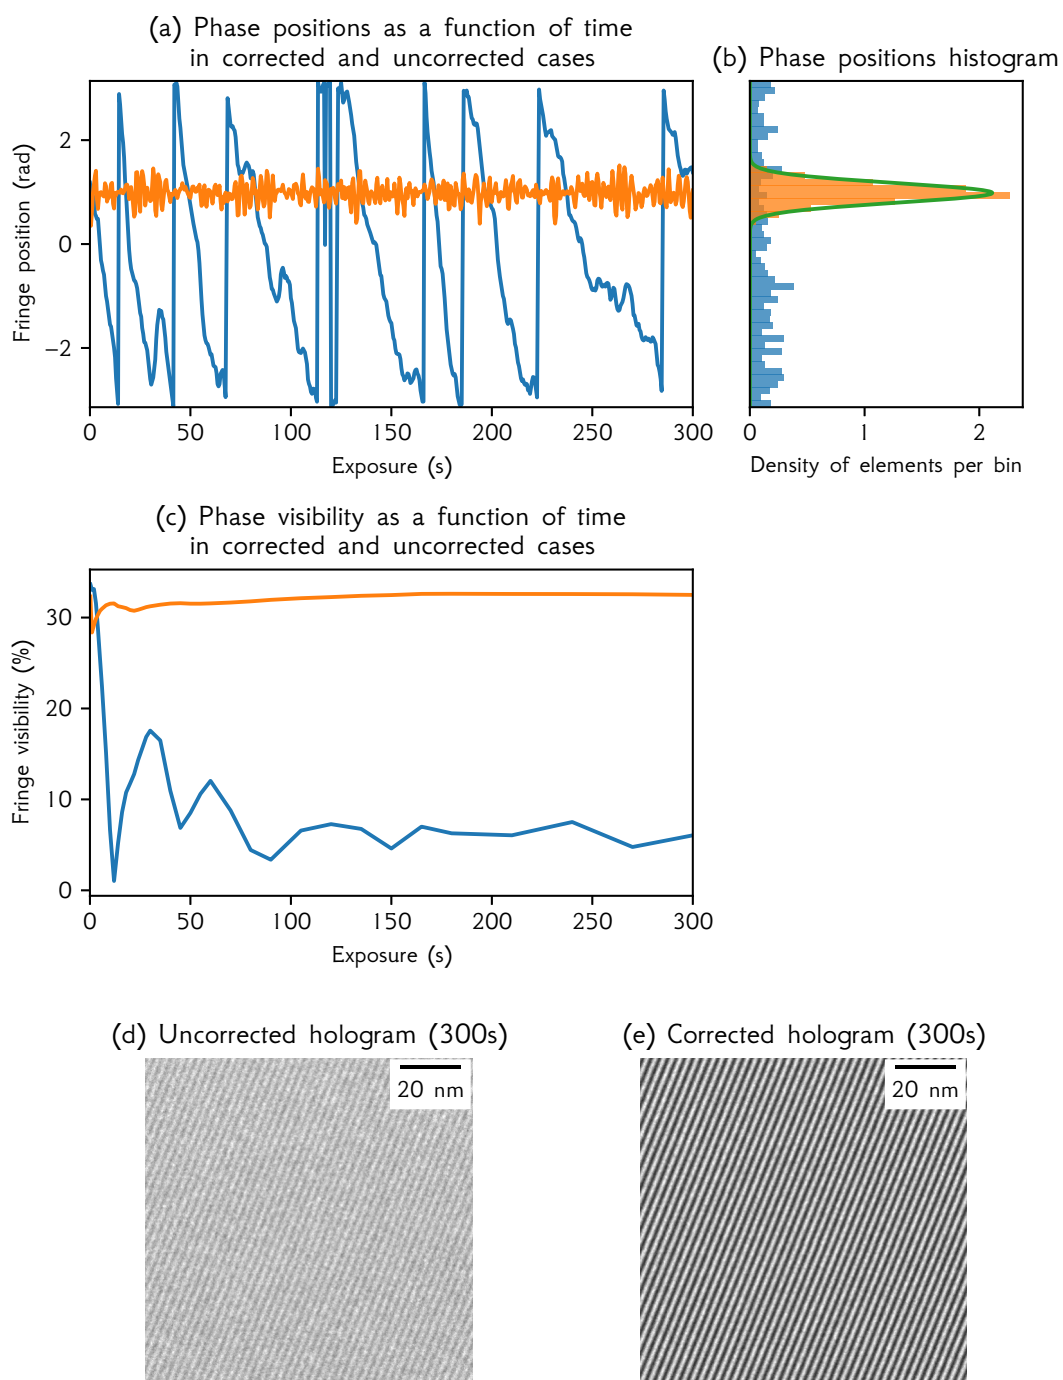 (a) Phase positions as a function of time
in corrected and uncorrected cases
(b) Phase positions histogram
Fringe position (rad)
2
0
−2
0 50 100 150 200 250 300
Exposure (s)
0 1 2
Density of elements per bin
(c) Phase visibility as a function of time
in corrected and uncorrected cases
Fringe visibility (%)
30
20
10
0
0 50 100 150 200 250 300
Exposure (s)
(d) Uncorrected hologram (300s)
20 nm
(e) Corrected hologram (300s)
20 nm